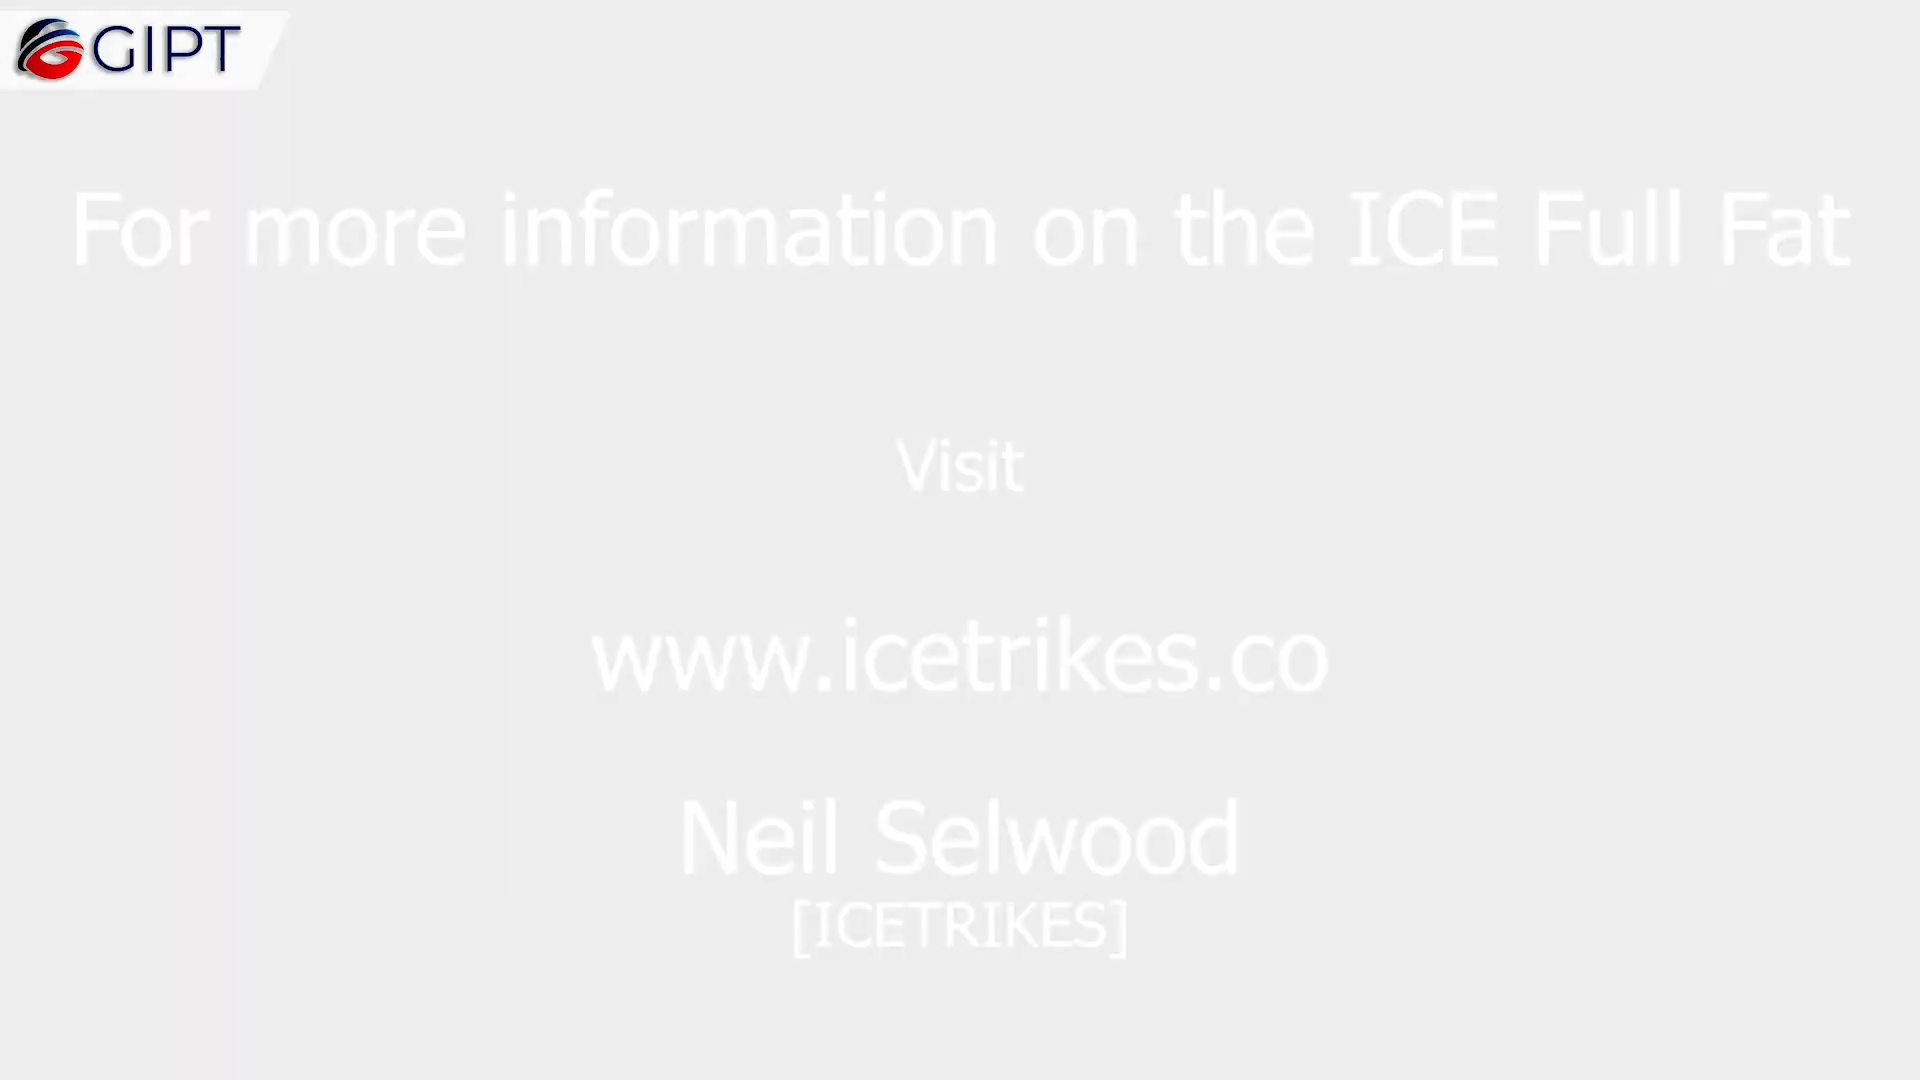 GIPT
For more information on the ICE Full Fat
Visit
www.icetrikes.co
Neil Selwood
[ICETRIKES]